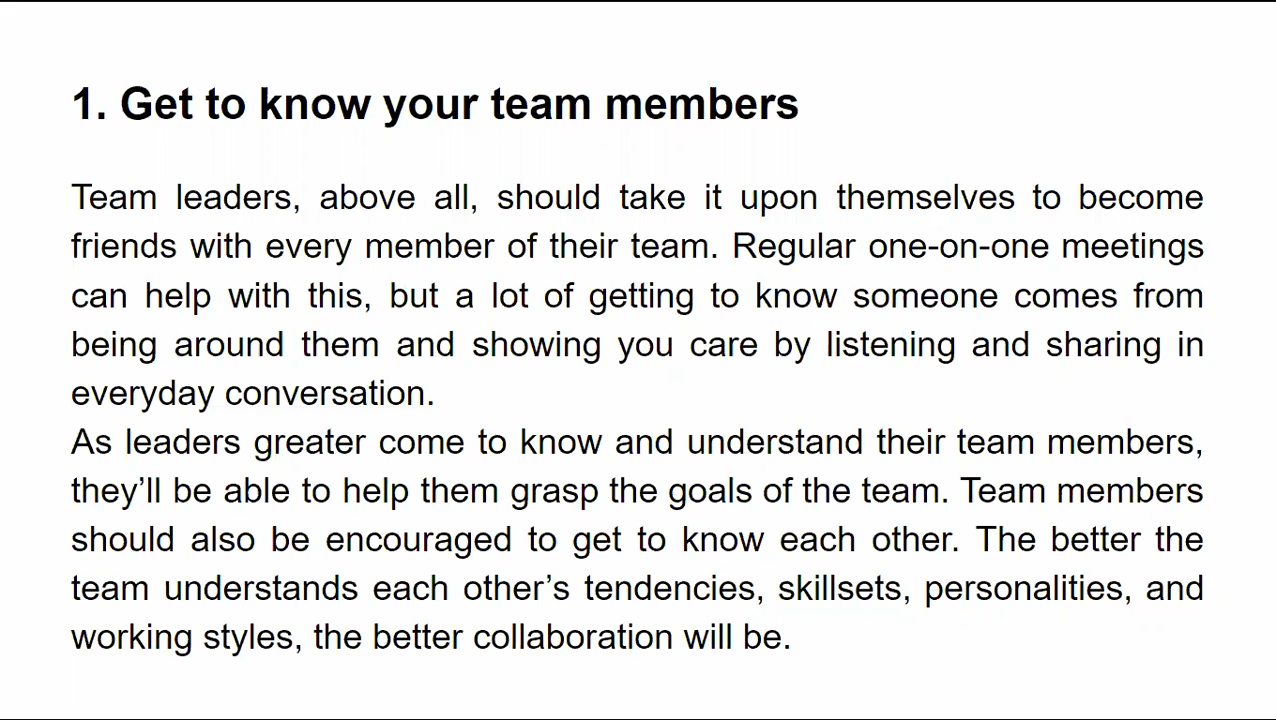 1. Get to know your team members
Team leaders, above all, should take it upon themselves to become
friends with every member of their team. Regular one-on-one meetings
can help with this, but a lot of getting to know someone comes from
being around them and showing you care by listening and sharing in
everyday conversation.
As leaders greater come to know and understand their team members,
they’ll be able to help them grasp the goals of the team. Team members
should also be encouraged to get to know each other. The better the
team understands each other’s tendencies, skillsets, personalities, and
working styles, the better collaboration will be.